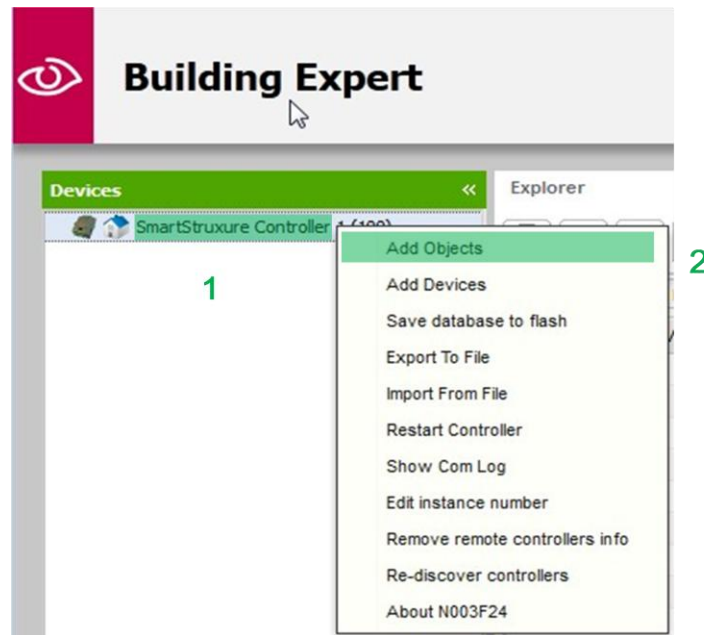 Building Expert
Devices «
Explorer
SmartStruxure Controller 1 (100)
1
2
Add Objects
Add Devices
Save database to flash
Export To File
Import From File
Restart Controller
Show Com Log
Edit instance number
Remove remote controllers info
Re-discover controllers
About N003F24